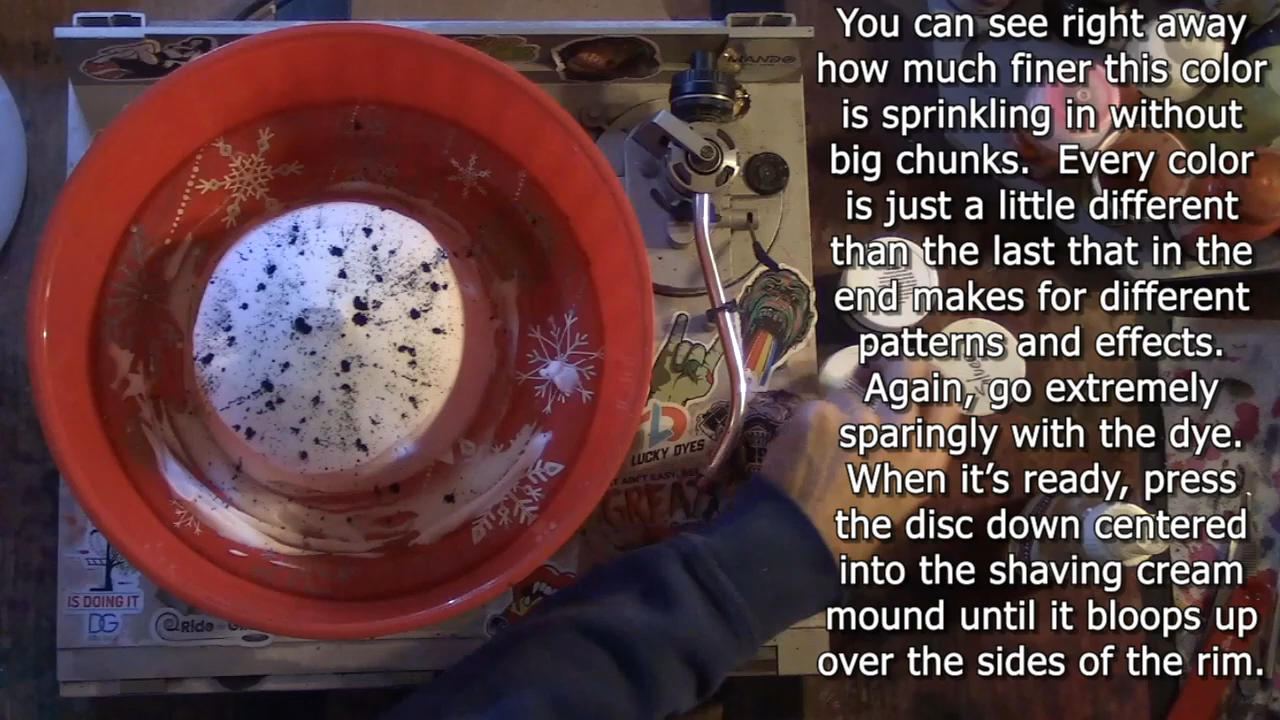 You can see right away
how much finer this color
is sprinkling in without
big chunks.  Every color
is just a little different
than the last that in the
end makes for different
patterns and effects.
Again, go extremely
sparingly with the dye.
When it’s ready, press
the disc down centered
into the shaving cream
mound until it bloops up
over the sides of the rim.
MANDO
LUCKY DYES
GREAT
IS DOING IT
DG
Ride